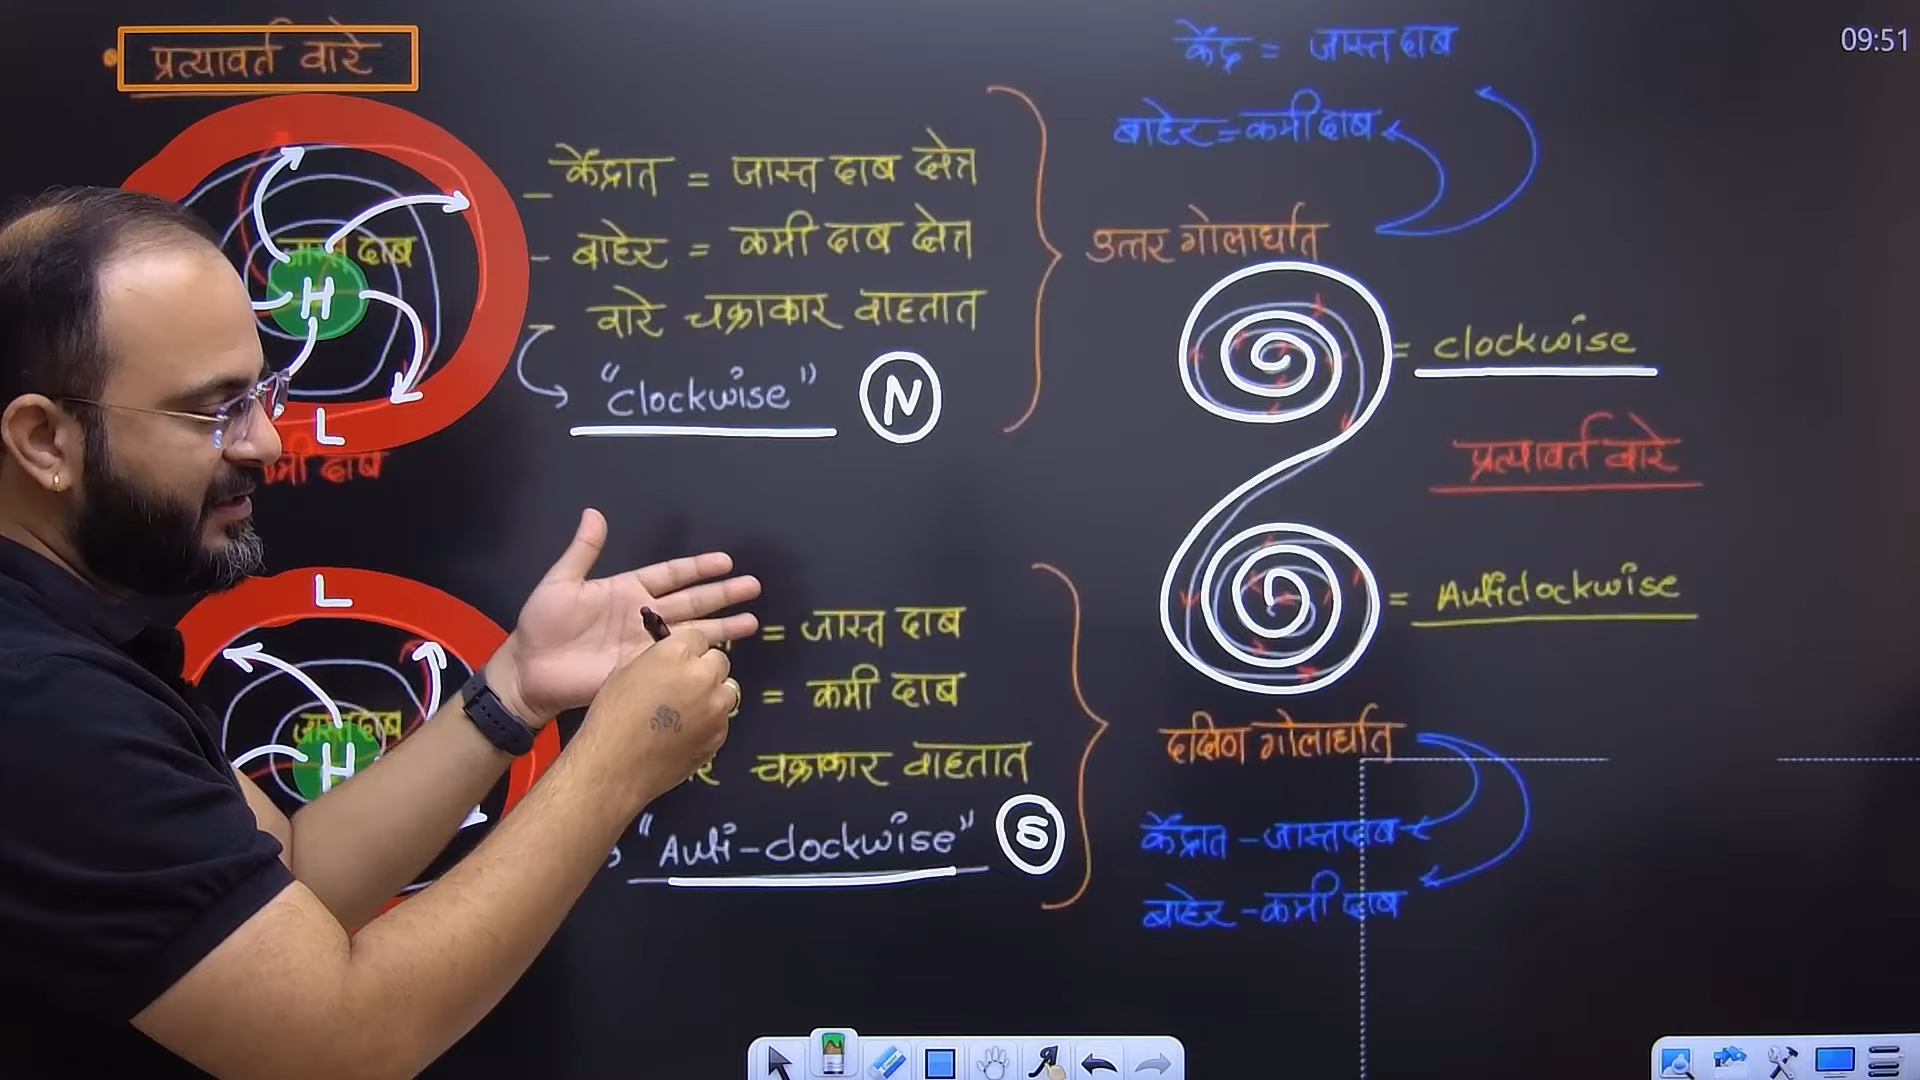 प्रत्यावर्त वारे
जास्त दाब
H
L
मी दाब
– केंद्रात = जास्त दाब क्षेत्र
– बाहेर = कमी दाब क्षेत्र
वारे चक्राकार वाहतात
"clockwise" N
केंद्र = जास्त दाब
बाहेर = कमी दाब
उत्तर गोलार्धात
= clockwise
प्रत्यावर्त वारे
L
जास्त दाब
H
= जास्त दाब
= कमी दाब
चक्राकार वाहतात
"Anti-clockwise" S
= Anticlockwise
दक्षिण गोलार्धात
केंद्रात – जास्त दाब
बाहेर – कमी दाब
09:51